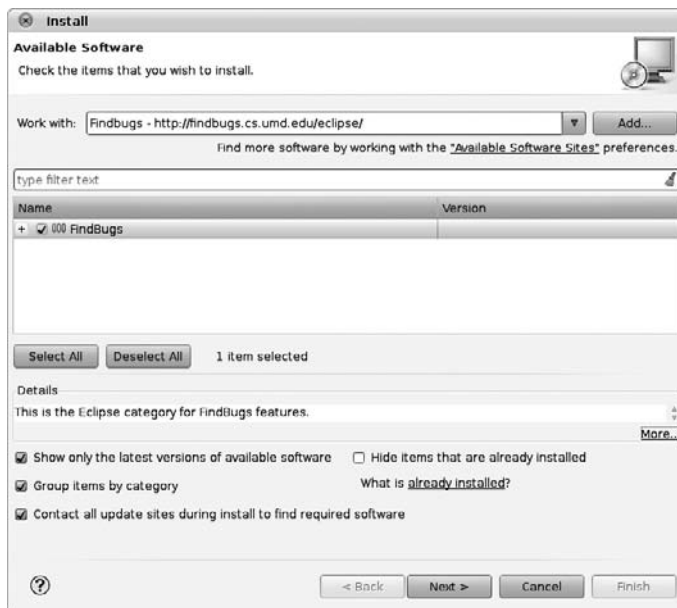 Install
Available Software
Check the items that you wish to install.
Work with: Findbugs - http://findbugs.cs.umd.edu/eclipse/ Add...
Find more software by working with the "Available Software Sites" preferences.
type filter text
Name Version
FindBugs
Select All Deselect All 1 item selected
Details
This is the Eclipse category for FindBugs features.
More...
Show only the latest versions of available software Hide items that are already installed
Group items by category What is already installed?
Contact all update sites during install to find required software
? < Back Next > Cancel Finish